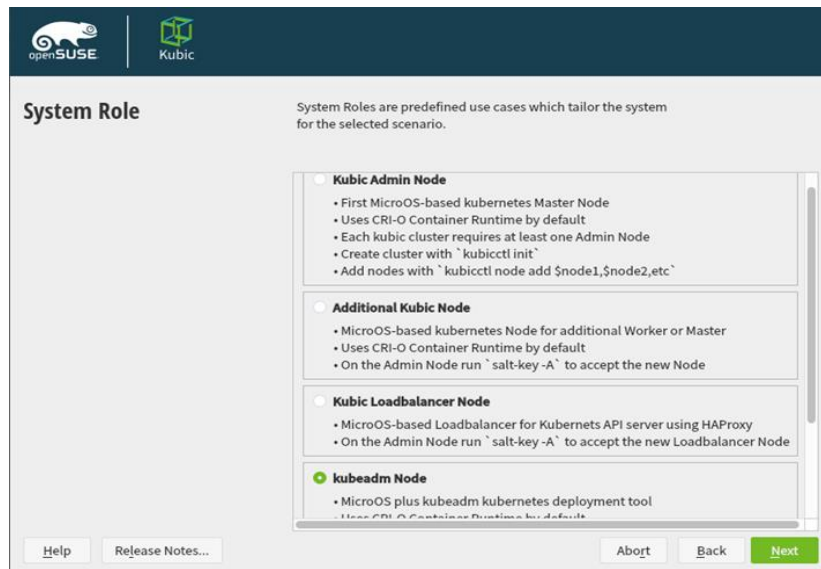 openSUSE
Kubic
System Role
System Roles are predefined use cases which tailor the system
for the selected scenario.
Kubic Admin Node
• First MicroOS-based kubernetes Master Node
• Uses CRI-O Container Runtime by default
• Each kubic cluster requires at least one Admin Node
• Create cluster with `kubicctl init`
• Add nodes with `kubicctl node add $node1,$node2,etc`
Additional Kubic Node
• MicroOS-based kubernetes Node for additional Worker or Master
• Uses CRI-O Container Runtime by default
• On the Admin Node run `salt-key -A` to accept the new Node
Kubic Loadbalancer Node
• MicroOS-based Loadbalancer for Kubernets API server using HAProxy
• On the Admin Node run `salt-key -A` to accept the new Loadbalancer Node
kubeadm Node
• MicroOS plus kubeadm kubernetes deployment tool
• Uses CRI-O Container Runtime by default
Help
Release Notes...
Abort
Back
Next